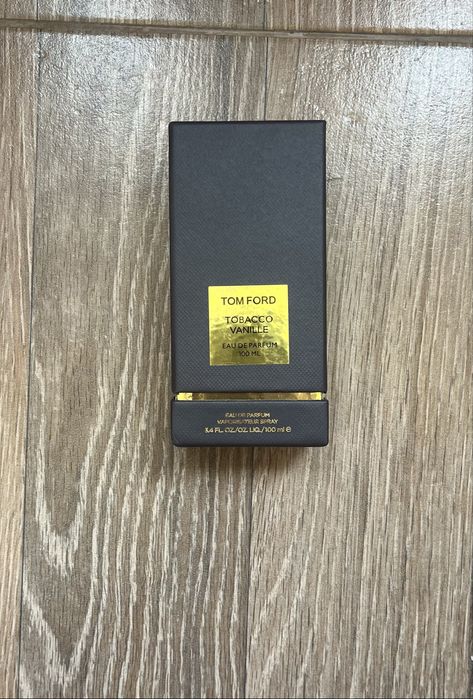 TOM FORD
TOBACCO
VANILLE
EAU DE PARFUM
100 ML
EAU DE PARFUM
VAPORISATEUR SPRAY
3.4 FL. OZ./OZ. LIQ./100 ml ℮